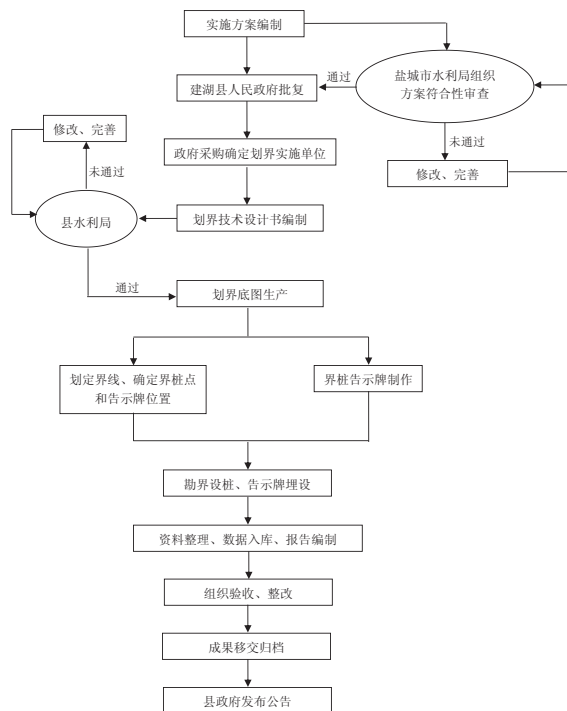 实施方案编制
盐城市水利局组织
方案符合性审查
通过
建湖县人民政府批复
未通过
修改、完善
修改、完善
政府采购确定划界实施单位
未通过
县水利局
划界技术设计书编制
通过
划界底图生产
划定界线、确定界桩点
和告示牌位置
界桩告示牌制作
勘界设桩、告示牌埋设
资料整理、数据入库、报告编制
组织验收、整改
成果移交归档
县政府发布公告